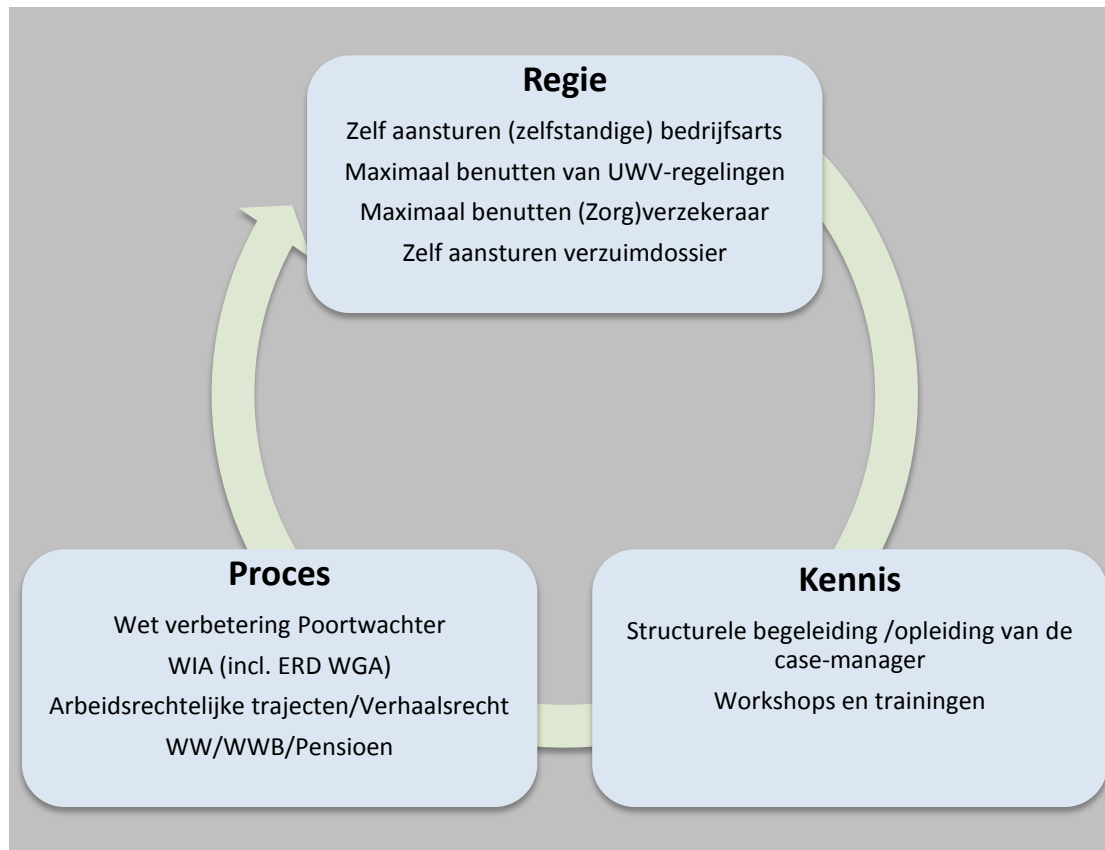 Regie
Zelf aansturen (zelfstandige) bedrijfsarts
Maximaal benutten van UWV-regelingen
Maximaal benutten (Zorg)verzekeraar
Zelf aansturen verzuimdossier
Proces
Wet verbetering Poortwachter
WIA (incl. ERD WGA)
Arbeidsrechtelijke trajecten/Verhaalsrecht
WW/WWB/Pensioen
Kennis
Structurele begeleiding /opleiding van de
case-manager
Workshops en trainingen